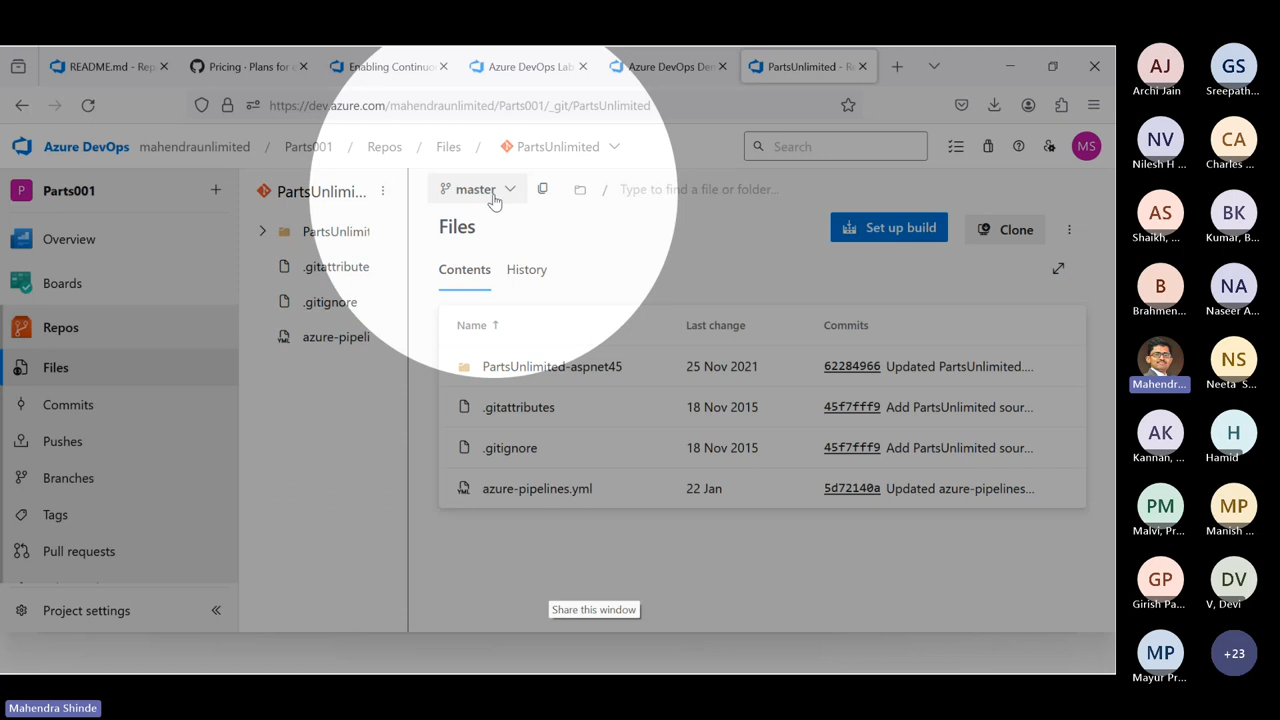 README.md - Rep
Pricing · Plans for
Enabling Continuo
Azure DevOps Lab
Azure DevOps De
PartsUnlimited - R
https://dev.azure.com/mahendraunlimited/Parts001/_git/PartsUnlimited
Azure DevOps mahendraunlimited / Parts001 / Repos / Files / PartsUnlimited
Search
MS
P Parts001
Overview
Boards
Repos
Files
Commits
Pushes
Branches
Tags
Pull requests
Project settings
PartsUnlimi...
PartsUnlimit
.gitattribute
.gitignore
azure-pipeli
master / Type to find a file or folder...
Files
Set up build
Clone
Contents History
Name ↑ Last change Commits
PartsUnlimited-aspnet45 25 Nov 2021 62284966 Updated PartsUnlimited....
.gitattributes 18 Nov 2015 45f7fff9 Add PartsUnlimited sour...
.gitignore 18 Nov 2015 45f7fff9 Add PartsUnlimited sour...
azure-pipelines.yml 22 Jan 5d72140a Updated azure-pipelines...
Share this window
AJ GS
Archi Jain Sreepath...
NV CA
Nilesh H ... Charles ...
AS BK
Shaikh, ... Kumar, B...
B NA
Brahmen... Naseer A...
NS
Mahendr... Neeta S...
AK H
Kannan, ... Hamid
PM MP
Malvi, Pr... Manish ...
GP DV
Girish Pa... V, Devi
MP +23
Mayur Pr...
Mahendra Shinde